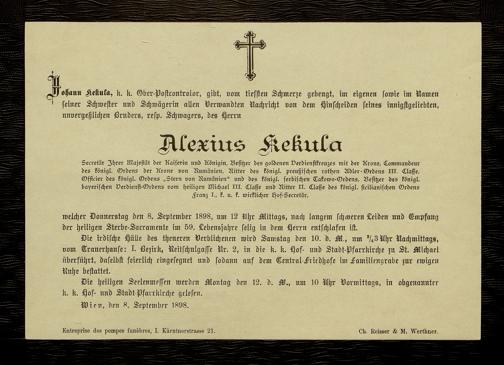 Johann Kekula, k. k. Ober-Postcontrolor, gibt, vom tiefsten Schmerze gebeugt, im eigenen sowie im Namen
seiner Schwester und Schwägerin allen Verwandten Nachricht von dem Hinscheiden seines innigstgeliebten,
unvergeßlichen Bruders, resp. Schwagers, des Herrn
Alexius Kekula
Secretär Ihrer Majestät der Kaiserin und Königin, Besitzer des goldenen Verdienstkreuzes mit der Krone, Commandeur
des königl. Ordens der Krone von Rumänien, Ritter des königl. preußischen rothen Adler-Ordens III. Classe,
Officier des königl. Ordens „Stern von Rumänien“ und des königl. serbischen Takowo-Ordens, Besitzer des königl.
bayerischen Verdienst-Ordens vom heiligen Michael III. Classe und Ritter II. Classe des königl. sicilianischen Ordens
Franz I., k. u. k. wirklicher Hof-Secretär,
welcher Donnerstag den 8. September 1898, um 12 Uhr Mittags, nach langem schweren Leiden und Empfang
der heiligen Sterbe-Sacramente im 59. Lebensjahre selig in dem Herrn entschlafen ist.
Die irdische Hülle des theueren Verblichenen wird Samstag den 10. d. M., um ¾3 Uhr Nachmittags,
vom Trauerhause: I. Bezirk, Reitschulgasse Nr. 2, in die k. k. Hof- und Stadt-Pfarrkirche zu St. Michael
überführt, daselbst feierlich eingesegnet und sodann auf dem Central-Friedhofe im Familiengrabe zur ewigen
Ruhe bestattet.
Die heiligen Seelenmessen werden Montag den 12. d. M., um 10 Uhr Vormittags, in obgenannter
k. k. Hof- und Stadt-Pfarrkirche gelesen.
Wien, den 8. September 1898.
Entreprise des pompes funèbres, I. Kärntnerstrasse 21.
Ch. Reisser & M. Werthner.